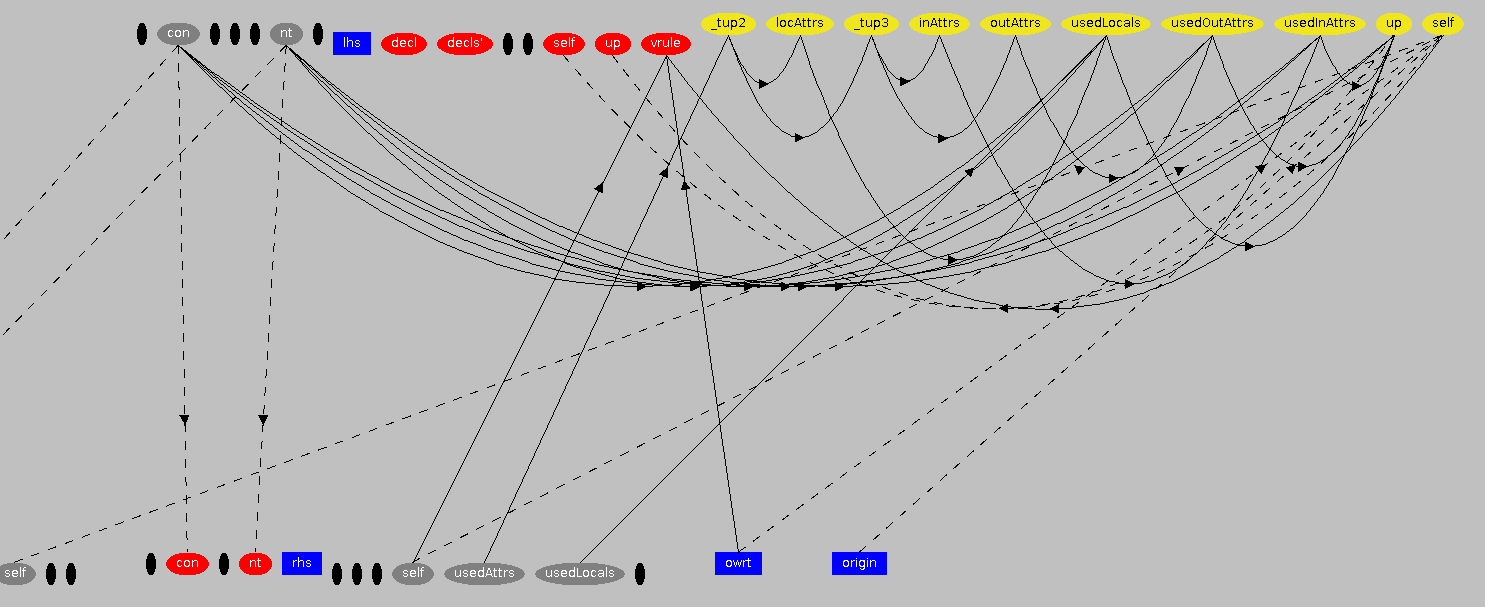 con nt lhs decl decls' self up vrule _tup2 locAttrs _tup3 inAttrs outAttrs usedLocals usedOutAttrs usedInAttrs up self
self con nt rhs self usedAttrs usedLocals owrt origin